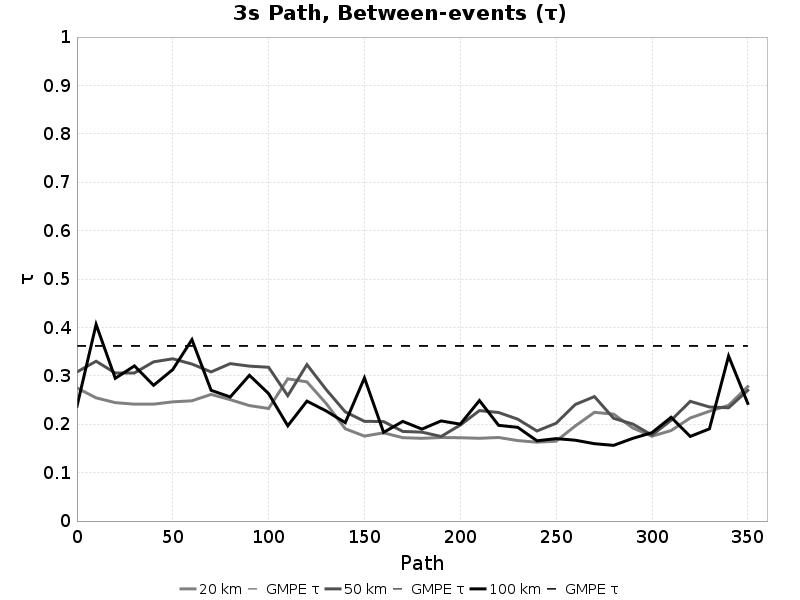 3s Path, Between-events (τ)
1
0.9
0.8
0.7
0.6
0.5
0.4
0.3
0.2
0.1
0
τ
0 50 100 150 200 250 300 350
Path
20 km GMPE τ 50 km GMPE τ 100 km GMPE τ